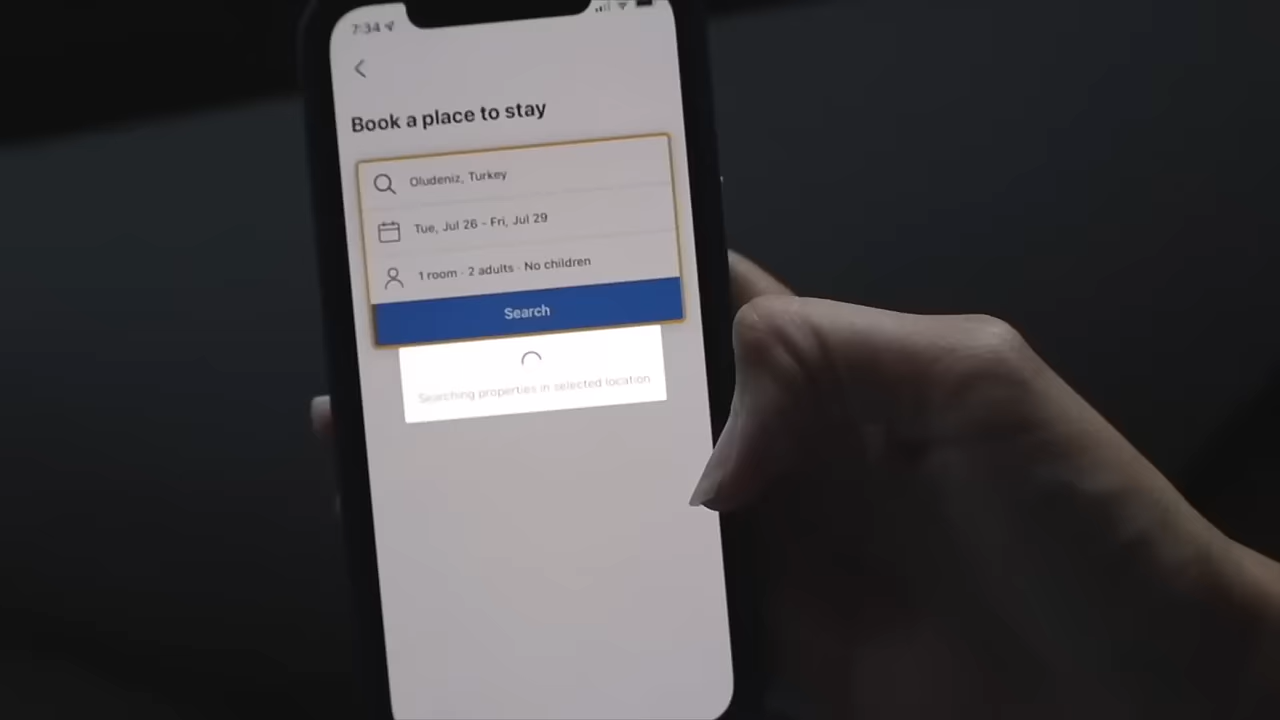 7:34
Book a place to stay
Oludeniz, Turkey
Tue, Jul 26 - Fri, Jul 29
1 room · 2 adults · No children
Search
Searching properties in selected location